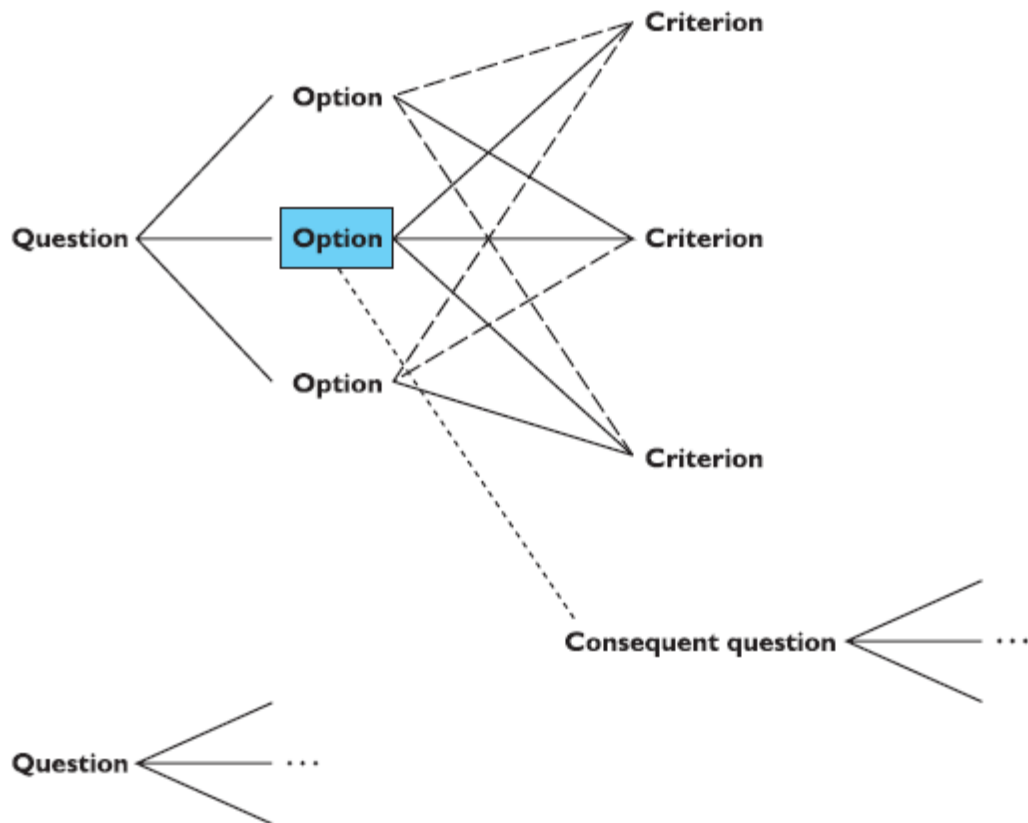 Criterion
Option
Question
Option
Criterion
Option
Criterion
Consequent question
...
Question
...